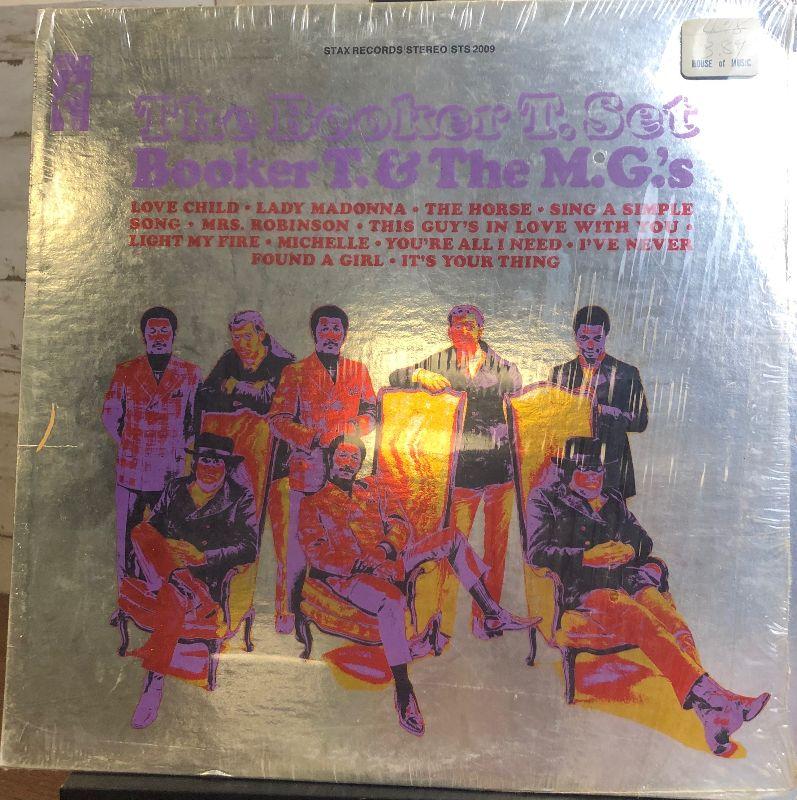 STAX RECORDS/STEREO STS 2009
3.59
HOUSE of MUSIC
The Booker T. Set
Booker T. & The M.G.'s
LOVE CHILD • LADY MADONNA • THE HORSE • SING A SIMPLE
SONG • MRS. ROBINSON • THIS GUY'S IN LOVE WITH YOU •
LIGHT MY FIRE • MICHELLE • YOU'RE ALL I NEED • I'VE NEVER
FOUND A GIRL • IT'S YOUR THING